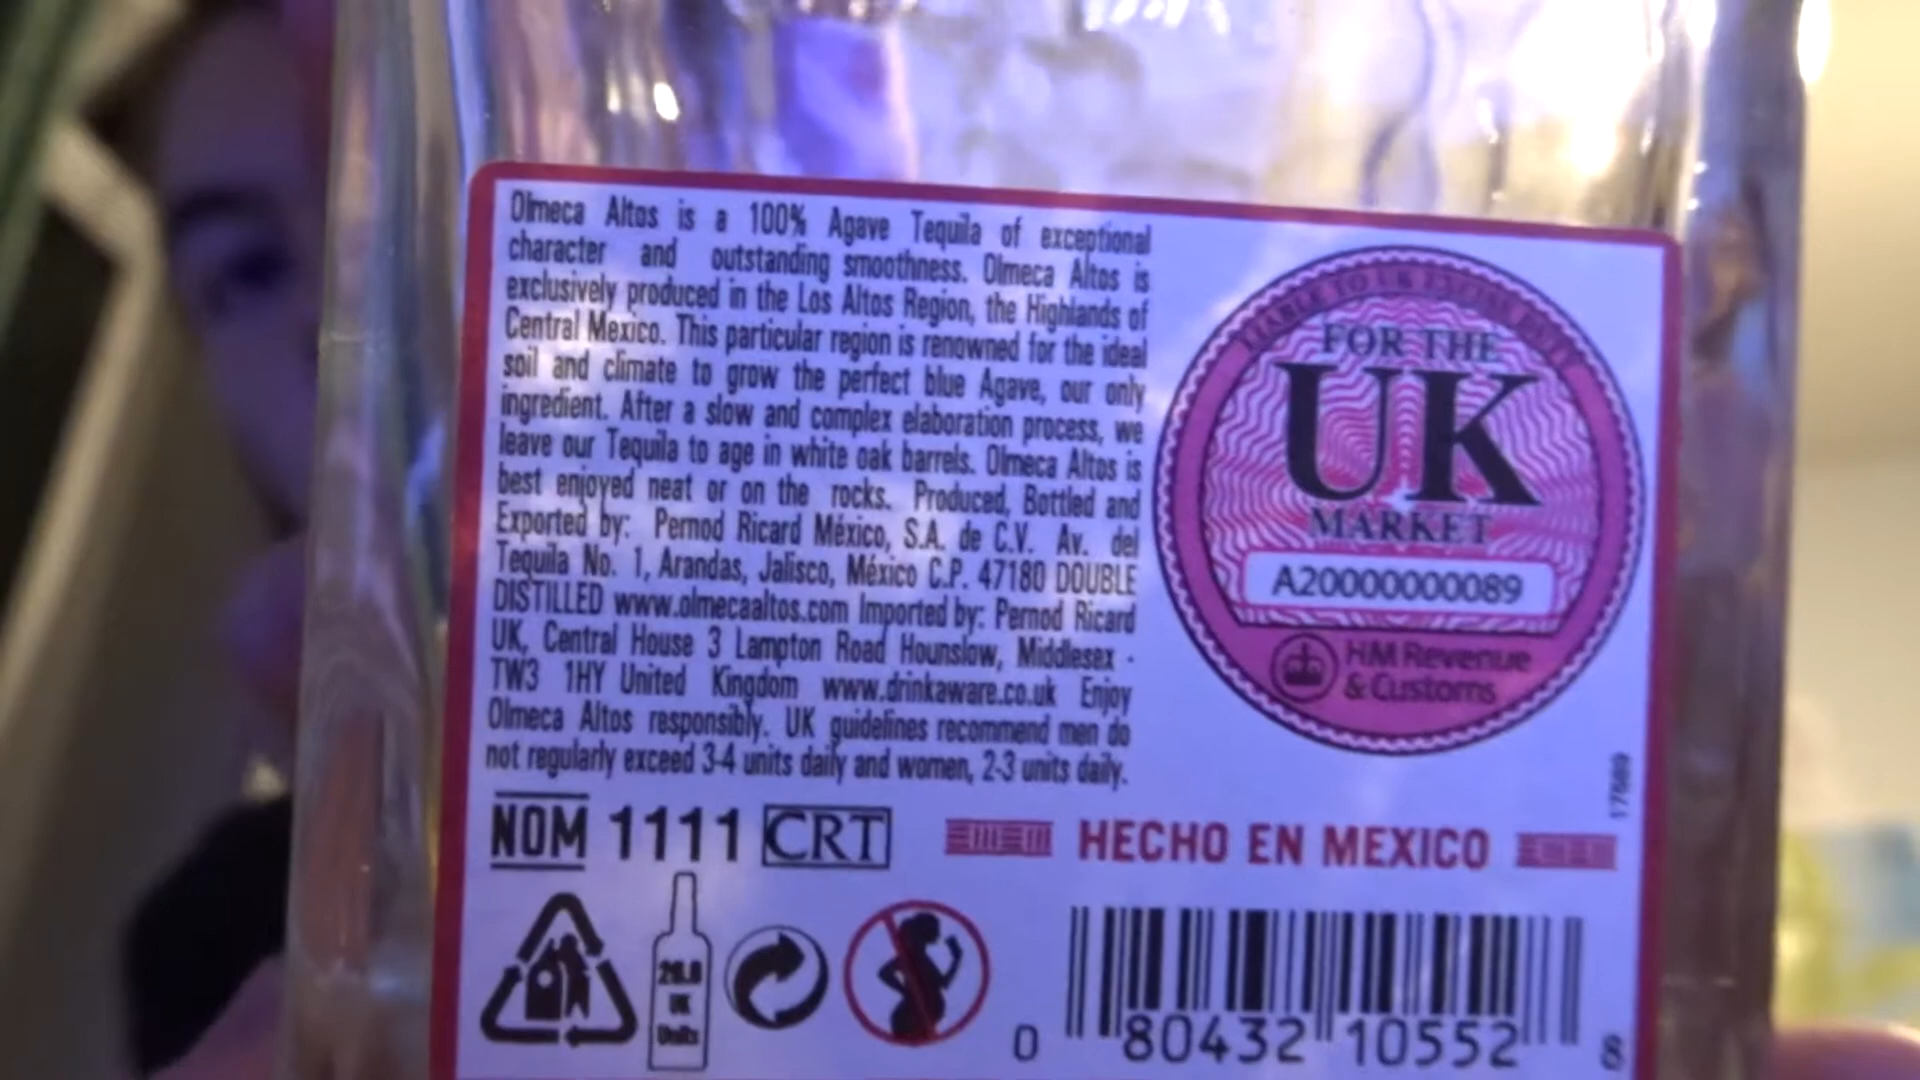 Olmeca Altos is a 100% Agave Tequila of exceptional
character and outstanding smoothness. Olmeca Altos is
exclusively produced in the Los Altos Region, the Highlands of
Central Mexico. This particular region is renowned for the ideal
soil and climate to grow the perfect blue Agave, our only
ingredient. After a slow and complex elaboration process, we
leave our Tequila to age in white oak barrels. Olmeca Altos is
best enjoyed neat or on the rocks. Produced, Bottled and
Exported by: Pernod Ricard México, S.A. de C.V. Av. del
Tequila No. 1, Arandas, Jalisco, México C.P. 47180 DOUBLE
DISTILLED www.olmecaaltos.com Imported by: Pernod Ricard
UK, Central House 3 Lampton Road Hounslow, Middlesex -
TW3 1HY United Kingdom www.drinkaware.co.uk Enjoy
Olmeca Altos responsibly. UK guidelines recommend men do
not regularly exceed 3-4 units daily and women, 2-3 units daily.
LIABLE TO UK EXCISE DUTY
FOR THE
UK
MARKET
A20000000089
HM Revenue
& Customs
NOM 1111 CRT
HECHO EN MEXICO
UK
Units
0 80432 10552